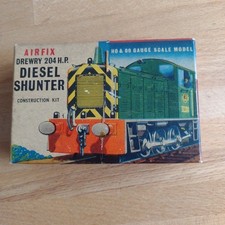 AIRFIX
DREWRY 204 H.P.
DIESEL
SHUNTER
CONSTRUCTION KIT
HO & OO GAUGE SCALE MODEL